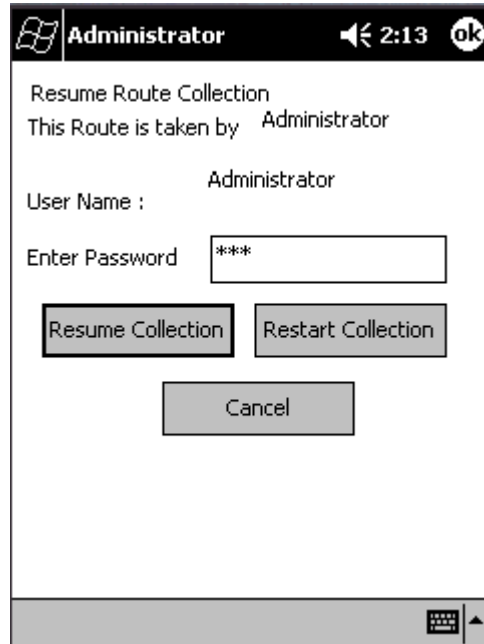 Administrator 2:13 ok
Resume Route Collection
This Route is taken by Administrator
Administrator
User Name :
Enter Password ***
Resume Collection Restart Collection
Cancel